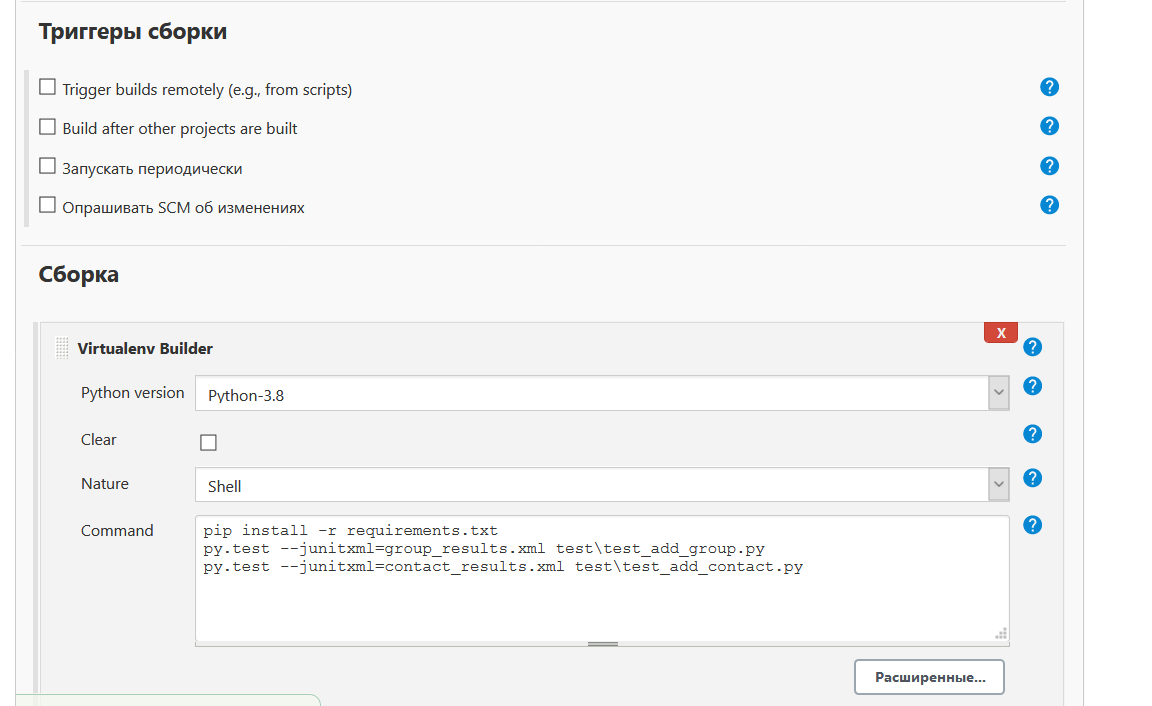 Триггеры сборки
Trigger builds remotely (e.g., from scripts)
?
Build after other projects are built
?
Запускать периодически
?
Опрашивать SCM об изменениях
?
Сборка
Virtualenv Builder
X
?
Python version
Python-3.8
?
Clear
?
Nature
Shell
?
Command
pip install -r requirements.txt
py.test --junitxml=group_results.xml test\test_add_group.py
py.test --junitxml=contact_results.xml test\test_add_contact.py
?
Расширенные...